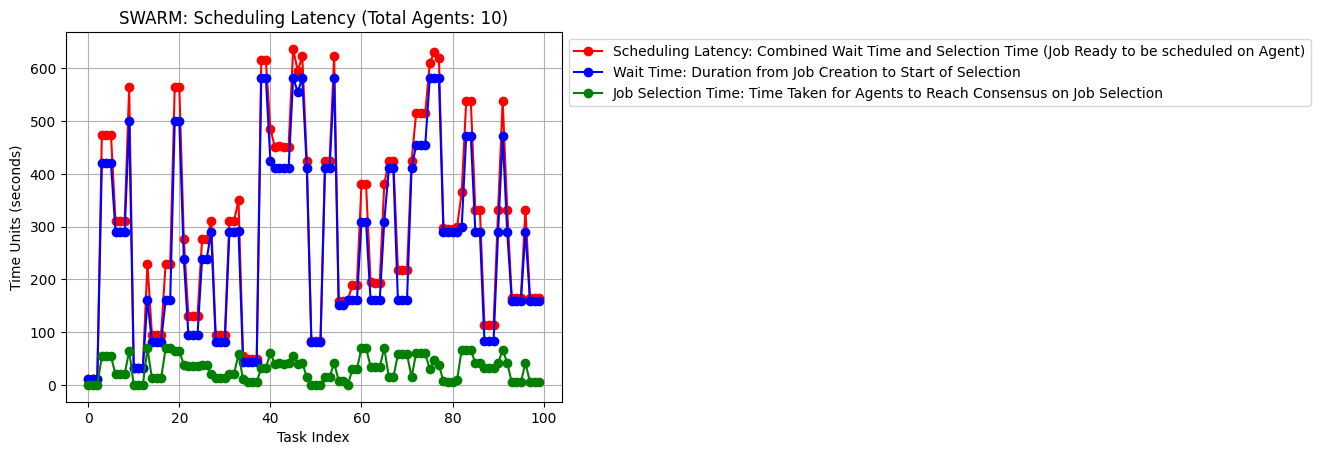 SWARM: Scheduling Latency (Total Agents: 10)
Scheduling Latency: Combined Wait Time and Selection Time (Job Ready to be scheduled on Agent)
Wait Time: Duration from Job Creation to Start of Selection
Job Selection Time: Time Taken for Agents to Reach Consensus on Job Selection
Time Units (seconds)
600
500
400
300
200
100
0
0 20 40 60 80 100
Task Index